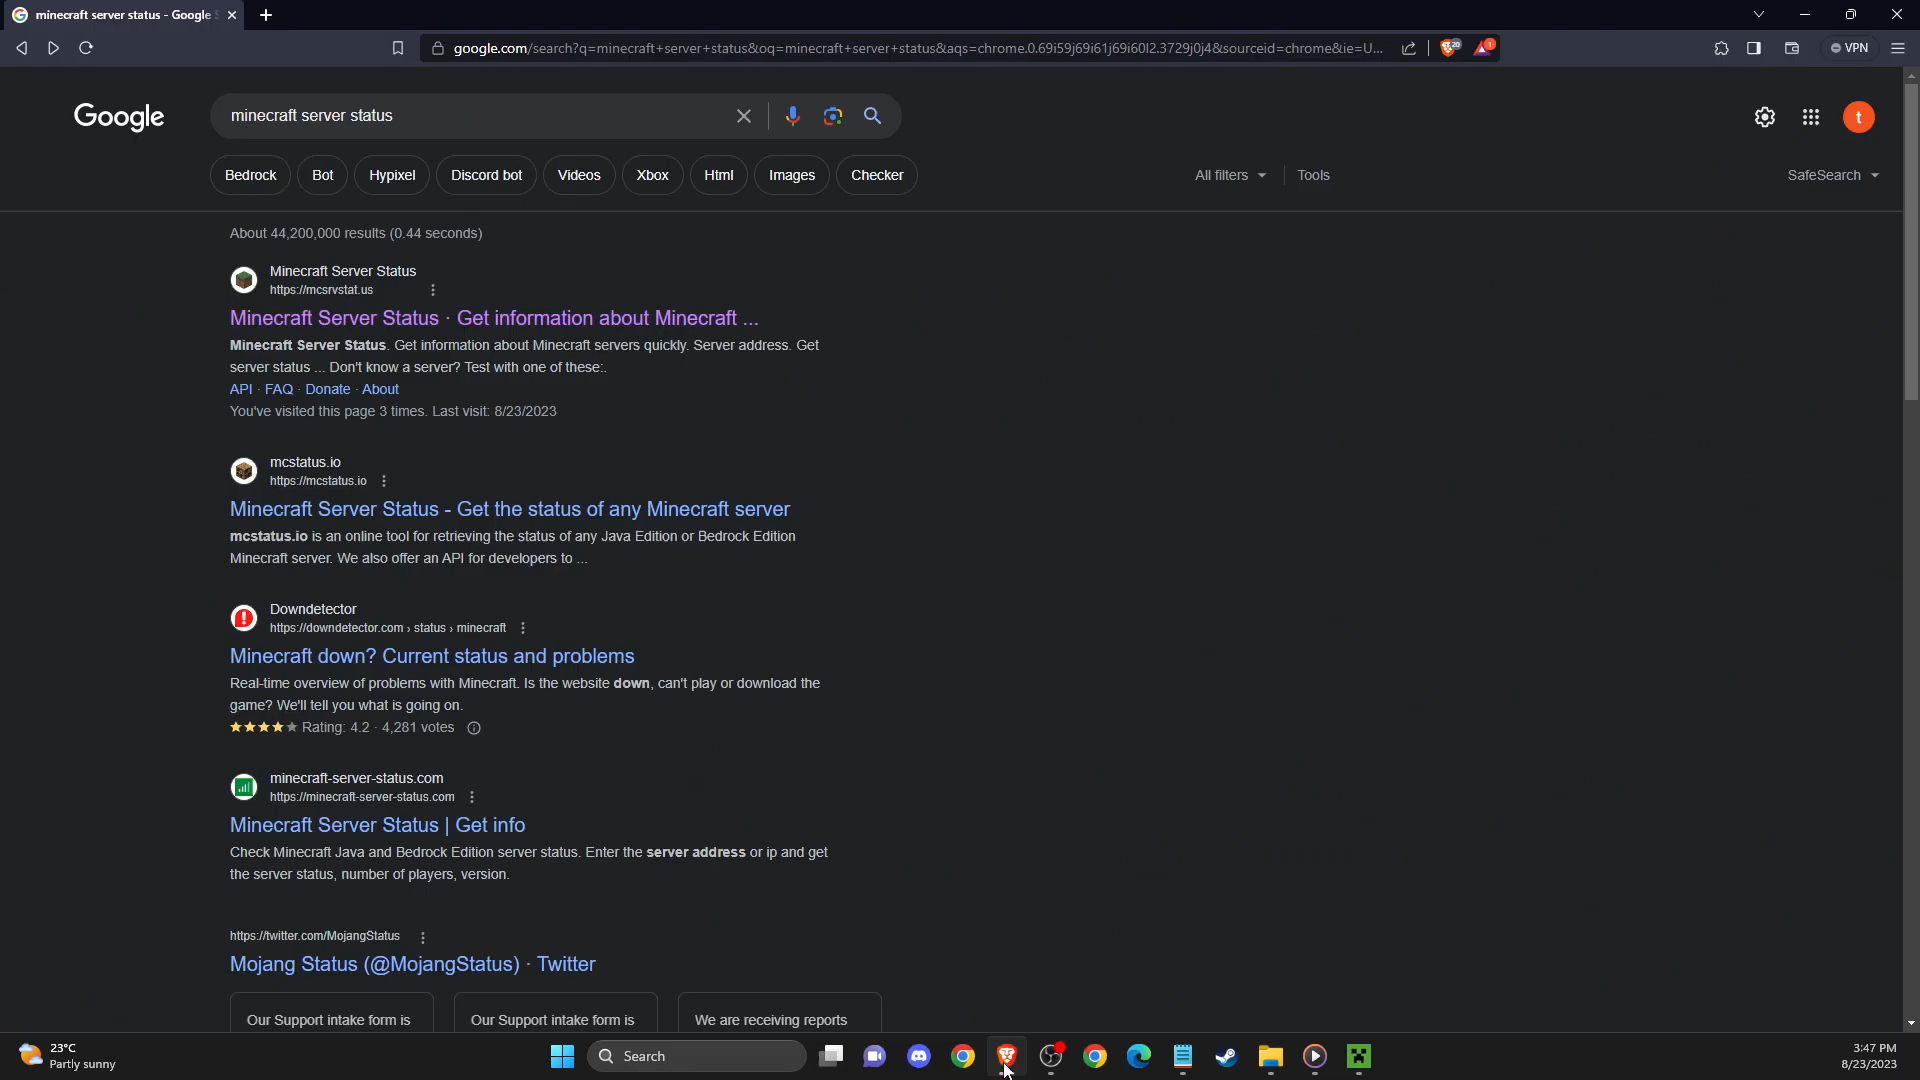 minecraft server status - Google S
google.com/search?q=minecraft+server+status&oq=minecraft+server+status&aqs=chrome.0.69i59j69i61j69i60l2.3729j0j4&sourceid=chrome&ie=U...
20
1
VPN
Google
minecraft server status
t
Bedrock
Bot
Hypixel
Discord bot
Videos
Xbox
Html
Images
Checker
All filters
Tools
SafeSearch
About 44,200,000 results (0.44 seconds)
Minecraft Server Status
https://mcsrvstat.us
Minecraft Server Status · Get information about Minecraft ...
Minecraft Server Status. Get information about Minecraft servers quickly. Server address. Get
server status ... Don't know a server? Test with one of these:.
API · FAQ · Donate · About
You've visited this page 3 times. Last visit: 8/23/2023
mcstatus.io
https://mcstatus.io
Minecraft Server Status - Get the status of any Minecraft server
mcstatus.io is an online tool for retrieving the status of any Java Edition or Bedrock Edition
Minecraft server. We also offer an API for developers to ...
Downdetector
https://downdetector.com › status › minecraft
Minecraft down? Current status and problems
Real-time overview of problems with Minecraft. Is the website down, can't play or download the
game? We'll tell you what is going on.
Rating: 4.2 · 4,281 votes
minecraft-server-status.com
https://minecraft-server-status.com
Minecraft Server Status | Get info
Check Minecraft Java and Bedrock Edition server status. Enter the server address or ip and get
the server status, number of players, version.
https://twitter.com/MojangStatus
Mojang Status (@MojangStatus) · Twitter
Our Support intake form is
Our Support intake form is
We are receiving reports
23°C
Partly sunny
Search
3:47 PM
8/23/2023